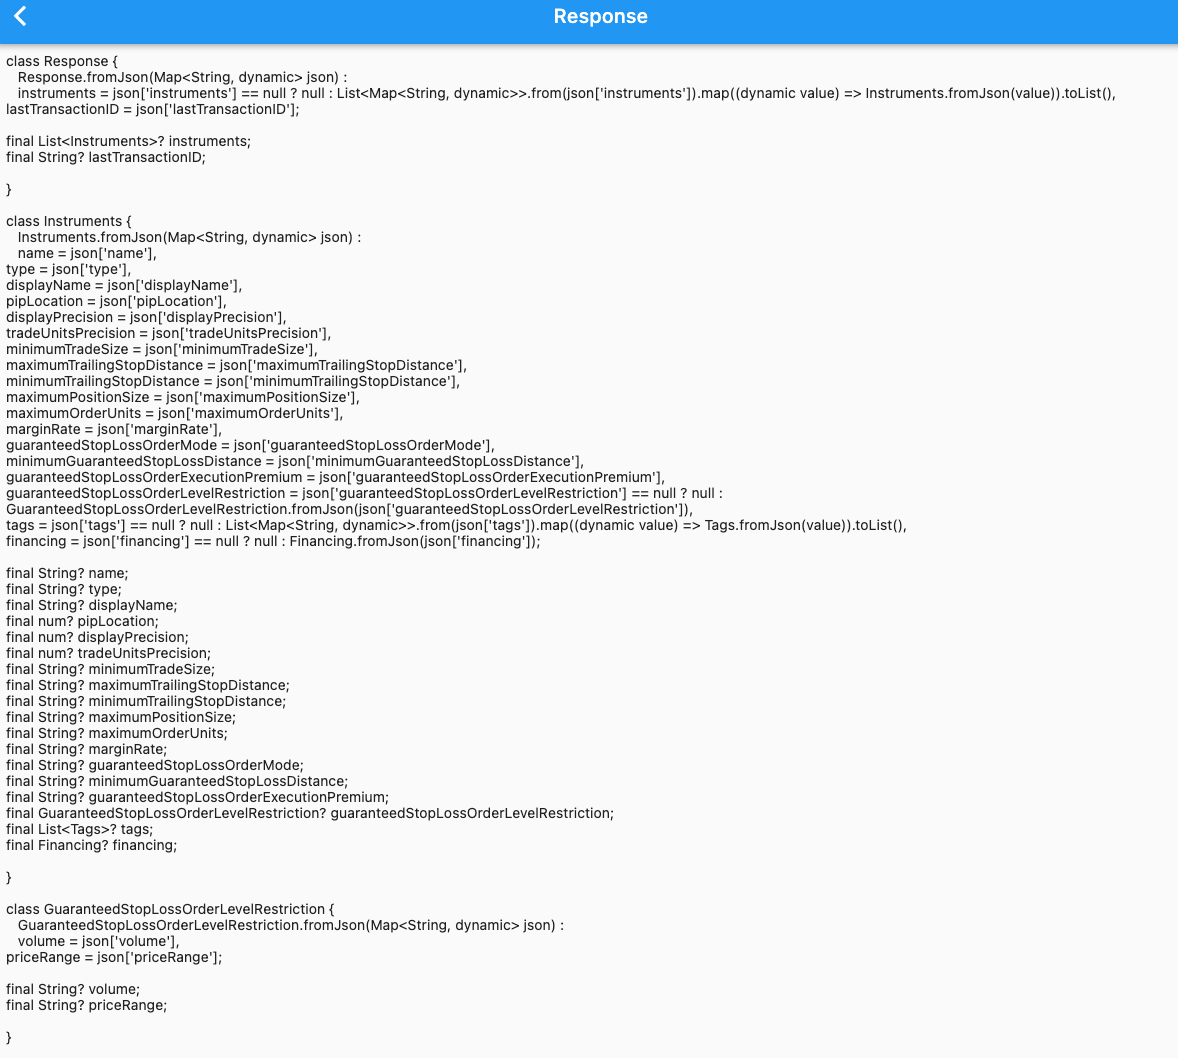 Response
class Response {
Response.fromJson(Map<String, dynamic> json) :
instruments = json['instruments'] == null ? null : List<Map<String, dynamic>>.from(json['instruments']).map((dynamic value) => Instruments.fromJson(value)).toList(),
lastTransactionID = json['lastTransactionID'];
final List<Instruments>? instruments;
final String? lastTransactionID;
}
class Instruments {
Instruments.fromJson(Map<String, dynamic> json) :
name = json['name'],
type = json['type'],
displayName = json['displayName'],
pipLocation = json['pipLocation'],
displayPrecision = json['displayPrecision'],
tradeUnitsPrecision = json['tradeUnitsPrecision'],
minimumTradeSize = json['minimumTradeSize'],
maximumTrailingStopDistance = json['maximumTrailingStopDistance'],
minimumTrailingStopDistance = json['minimumTrailingStopDistance'],
maximumPositionSize = json['maximumPositionSize'],
maximumOrderUnits = json['maximumOrderUnits'],
marginRate = json['marginRate'],
guaranteedStopLossOrderMode = json['guaranteedStopLossOrderMode'],
minimumGuaranteedStopLossDistance = json['minimumGuaranteedStopLossDistance'],
guaranteedStopLossOrderExecutionPremium = json['guaranteedStopLossOrderExecutionPremium'],
guaranteedStopLossOrderLevelRestriction = json['guaranteedStopLossOrderLevelRestriction'] == null ? null :
GuaranteedStopLossOrderLevelRestriction.fromJson(json['guaranteedStopLossOrderLevelRestriction']),
tags = json['tags'] == null ? null : List<Map<String, dynamic>>.from(json['tags']).map((dynamic value) => Tags.fromJson(value)).toList(),
financing = json['financing'] == null ? null : Financing.fromJson(json['financing']);
final String? name;
final String? type;
final String? displayName;
final num? pipLocation;
final num? displayPrecision;
final num? tradeUnitsPrecision;
final String? minimumTradeSize;
final String? maximumTrailingStopDistance;
final String? minimumTrailingStopDistance;
final String? maximumPositionSize;
final String? maximumOrderUnits;
final String? marginRate;
final String? guaranteedStopLossOrderMode;
final String? minimumGuaranteedStopLossDistance;
final String? guaranteedStopLossOrderExecutionPremium;
final GuaranteedStopLossOrderLevelRestriction? guaranteedStopLossOrderLevelRestriction;
final List<Tags>? tags;
final Financing? financing;
}
class GuaranteedStopLossOrderLevelRestriction {
GuaranteedStopLossOrderLevelRestriction.fromJson(Map<String, dynamic> json) :
volume = json['volume'],
priceRange = json['priceRange'];
final String? volume;
final String? priceRange;
}